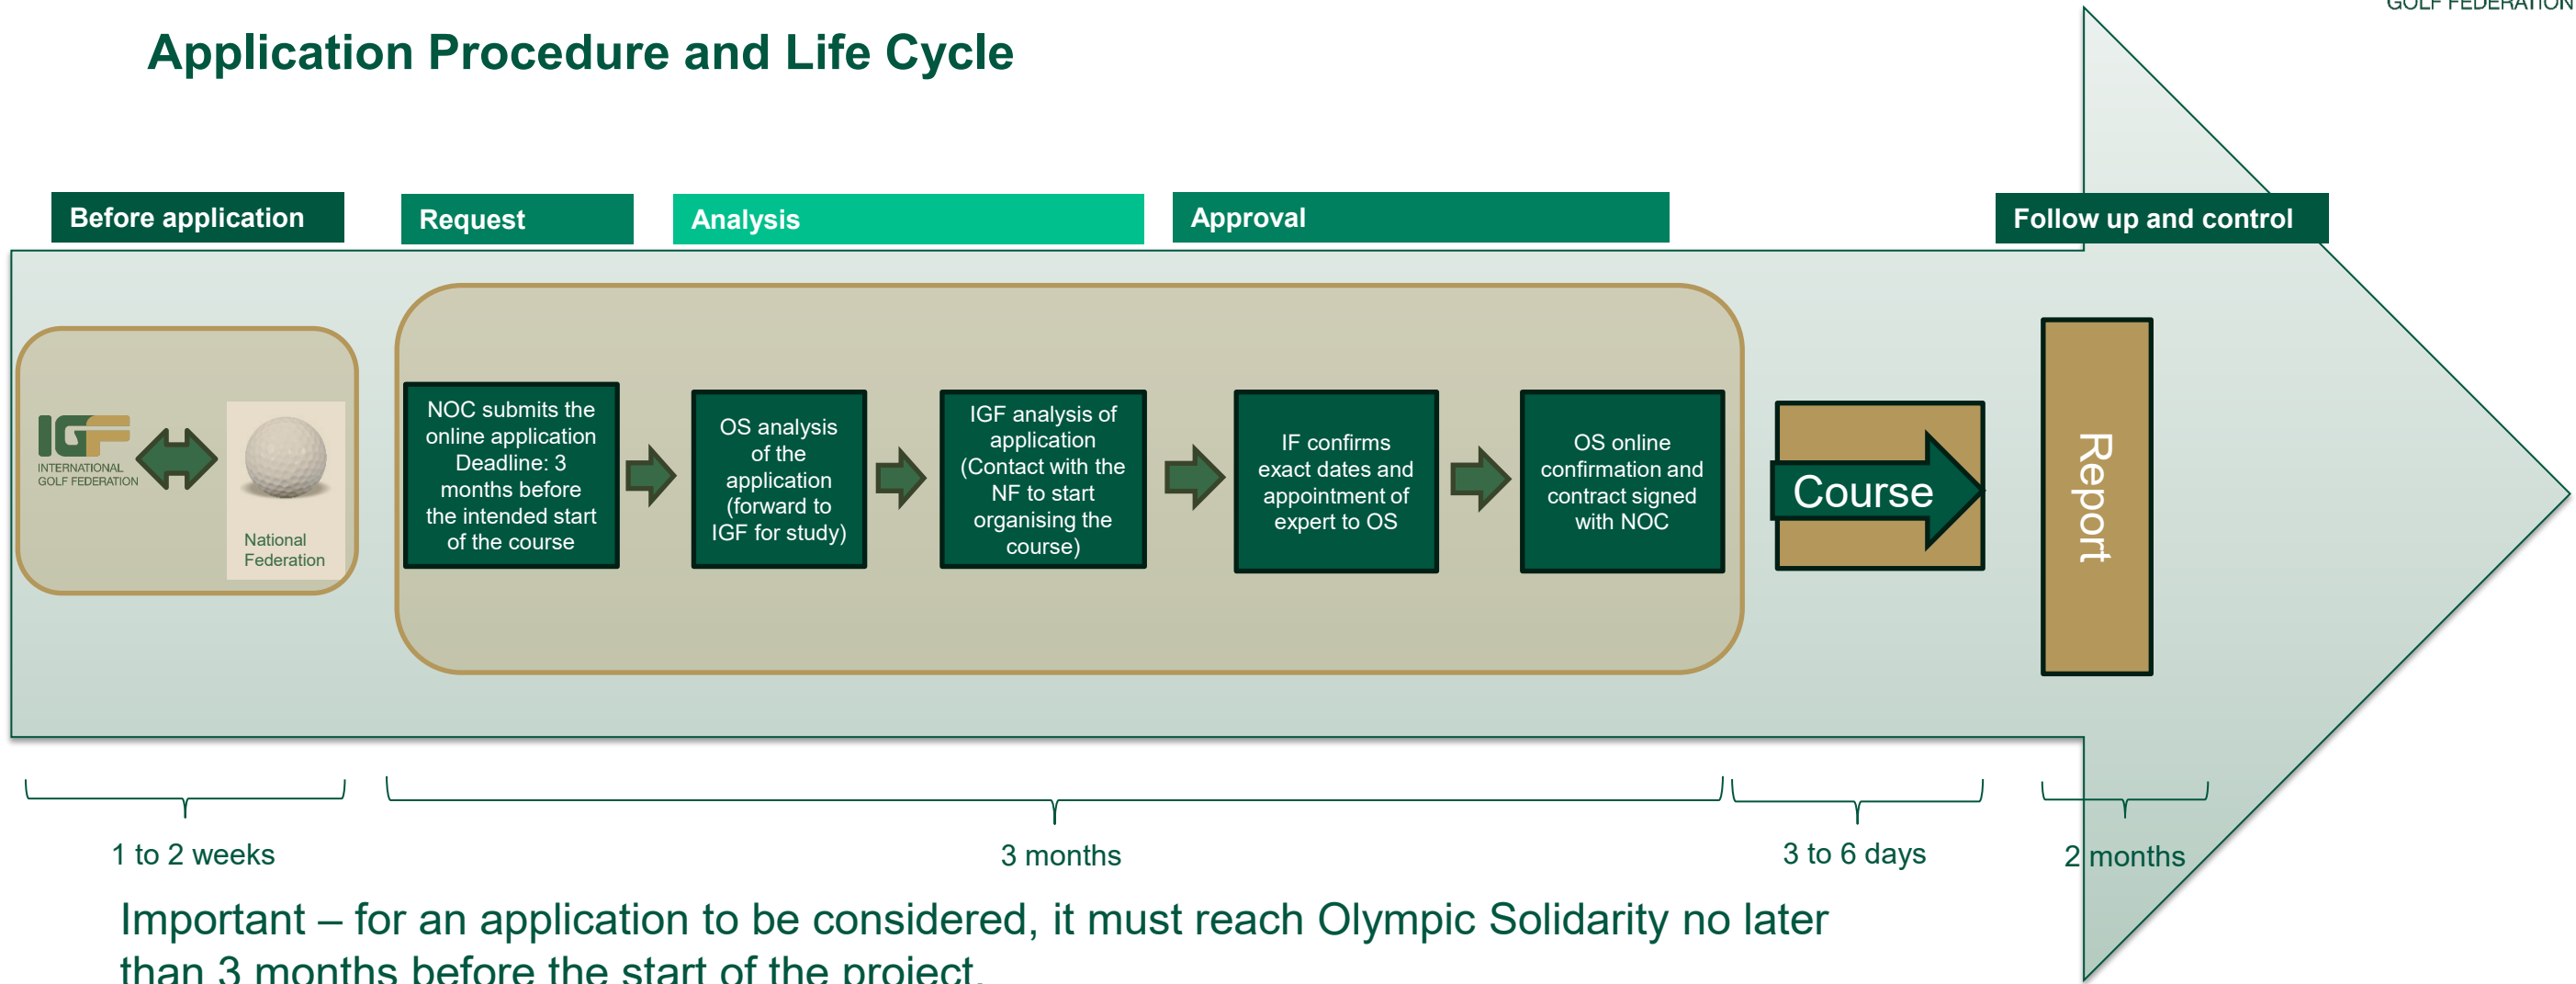 GOLF FEDERATION
Application Procedure and Life Cycle
Before application
Request
Analysis
Approval
Follow up and control
IGF
INTERNATIONAL
GOLF FEDERATION
National
Federation
NOC submits the
online application
Deadline: 3
months before
the intended start
of the course
OS analysis
of the
application
(forward to
IGF for study)
IGF analysis of
application
(Contact with the
NF to start
organising the
course)
IF confirms
exact dates and
appointment of
expert to OS
OS online
confirmation and
contract signed
with NOC
Course
Report
1 to 2 weeks
3 months
3 to 6 days
2 months
Important – for an application to be considered, it must reach Olympic Solidarity no later
than 3 months before the start of the project.